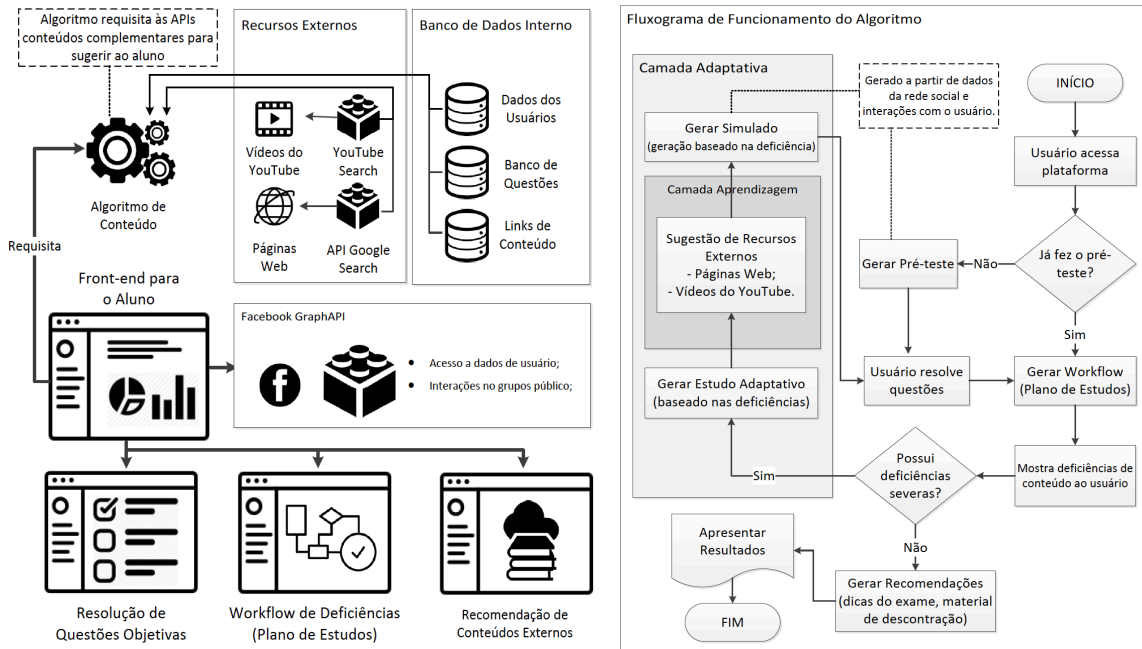 Algoritmo requisita às APIs
conteúdos complementares para
sugerir ao aluno
Recursos Externos
Banco de Dados Interno
Vídeos do
YouTube
YouTube
Search
Dados dos
Usuários
Banco de
Questões
Algoritmo de
Conteúdo
Links de
Conteúdo
Páginas
Web
API Google
Search
Requisita
Front-end para
o Aluno
Facebook GraphAPI
• Acesso a dados de usuário;
• Interações no grupos público;
Resolução de
Questões Objetivas
Workflow de Deficiências
(Plano de Estudos)
Recomendação de
Conteúdos Externos
Fluxograma de Funcionamento do Algoritmo
Camada Adaptativa
Gerado a partir de dados
da rede social e
interações com o usuário.
INÍCIO
Gerar Simulado
(geração baseado na deficiência)
Usuário acessa
plataforma
Camada Aprendizagem
Sugestão de Recursos
Externos
- Páginas Web;
- Vídeos do YouTube.
Gerar Pré-teste
Não
Já fez o pré-
teste?
Sim
Gerar Estudo Adaptativo
(baseado nas deficiências)
Usuário resolve
questões
Gerar Workflow
(Plano de Estudos)
Sim
Possui
deficiências
severas?
Mostra deficiências de
conteúdo ao usuário
Não
Apresentar
Resultados
Gerar Recomendações
(dicas do exame, material
de descontração)
FIM